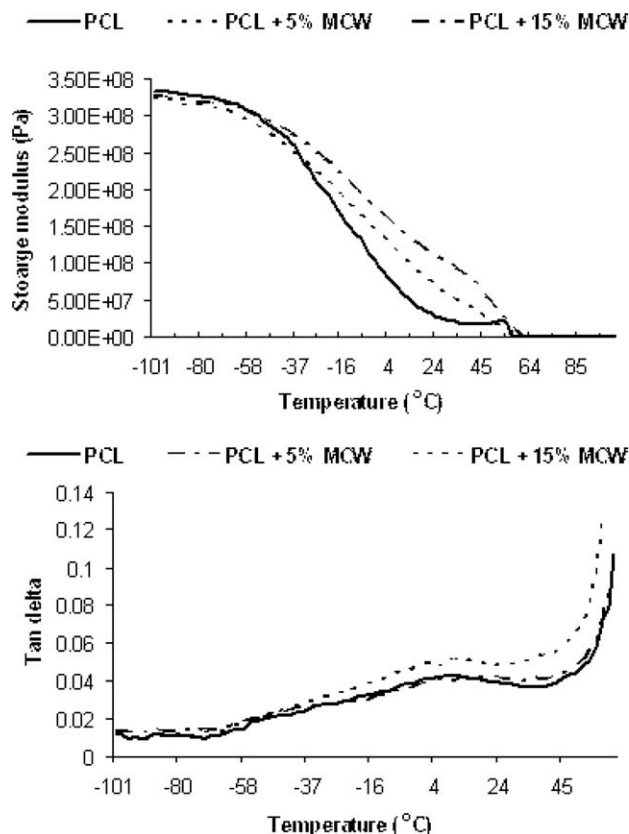 PCL PCL + 5% MCW PCL + 15% MCW
3.50E+08
3.00E+08
2.50E+08
2.00E+08
1.50E+08
1.00E+08
5.00E+07
0.00E+00
Stoarge modulus (Pa)
-101 -80 -58 -37 -16 4 24 45 64 85
Temperature (°C)
PCL PCL + 5% MCW PCL + 15% MCW
0.14
0.12
0.1
0.08
0.06
0.04
0.02
0
Tan delta
-101 -79 -58 -37 -16 4 24 45
Temperature (°C)